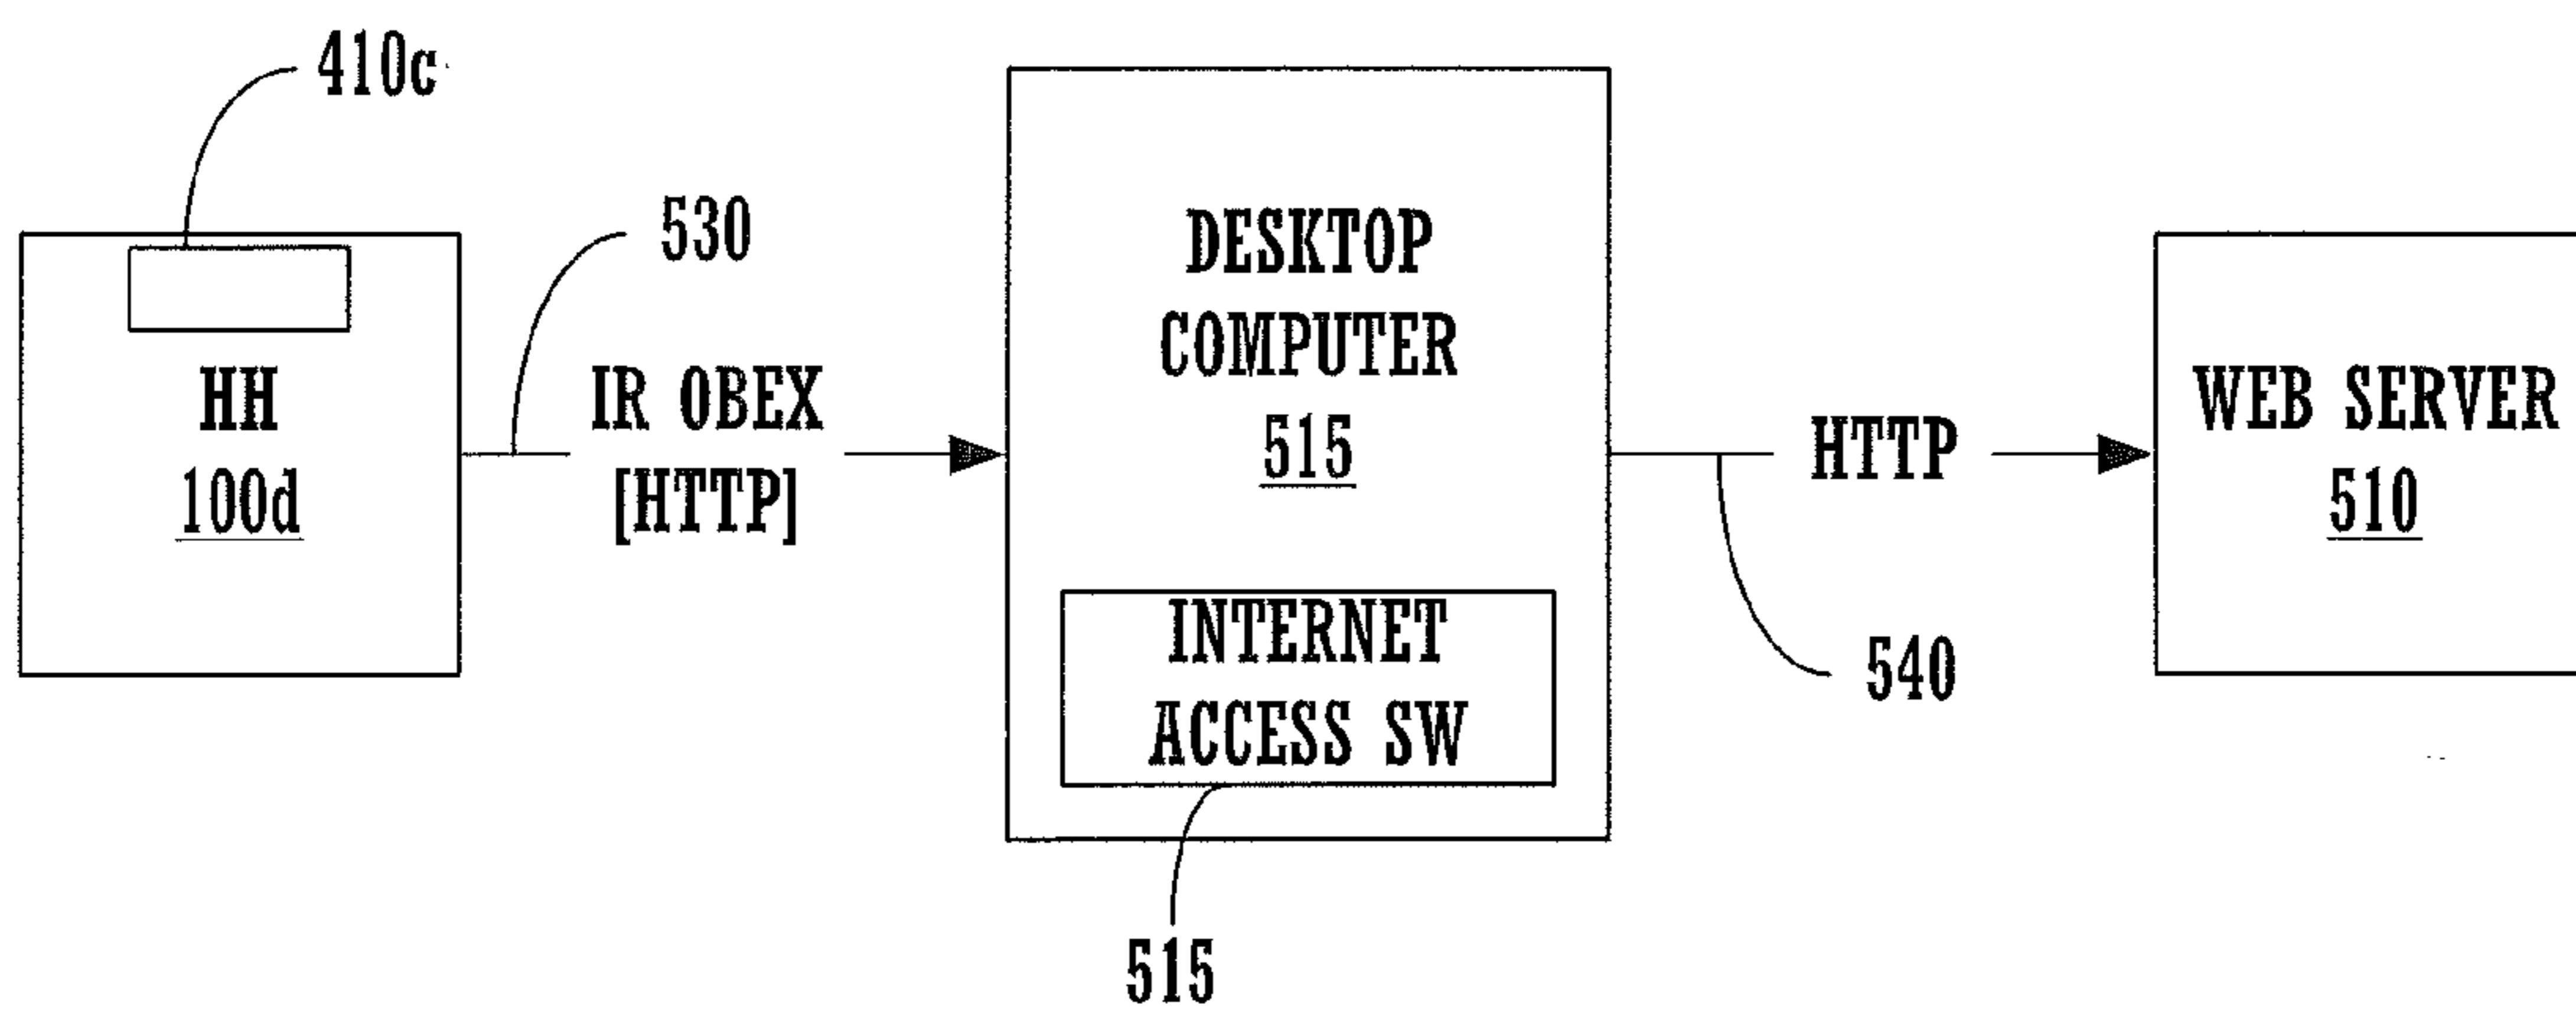 410c
530
HH
100d
IR OBEX
[HTTP]
DESKTOP
COMPUTER
515
INTERNET
ACCESS SW
515
HTTP
540
WEB SERVER
510